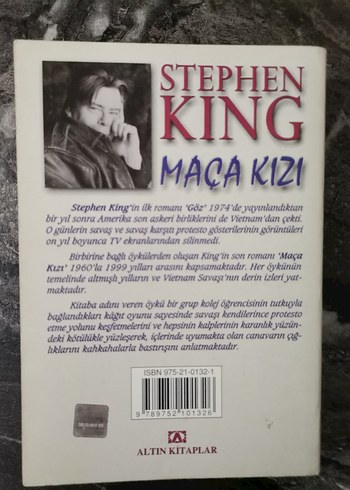 STEPHEN
KING
MAÇA KIZI
Stephen King'in ilk romanı 'Göz' 1974'de yayınlandıktan
bir yıl sonra Amerika son askeri birliklerini de Vietnam'dan çekti.
O günlerin savaş ve savaş karşıtı protesto gösterilerinin görüntüleri
on yıl boyunca TV ekranlarından silinmedi.
Birbirine bağlı öykülerden oluşan King'in son romanı 'Maça
Kızı' 1960'la 1999 yılları arasını kapsamaktadır. Her öykünün
temelinde altmışlı yılların ve Vietnam Savaşı'nın derin izleri yat-
maktadır.
Kitaba adını veren öykü bir grup kolej öğrencisinin tutkuyla
bağlandıkları kâğıt oyunu sayesinde savaşı kendilerince protesto
etme yolunu keşfetmelerini ve hepsinin kalplerinin karanlık yüzün-
deki kötülükle yüzleşerek, içlerinde uyumakta olan canavarın çığ-
lıklarını kahkahalarla bastırışını anlatmaktadır.
ISBN 975-21-0132-1
9 789752 101326
ALTIN KİTAPLAR